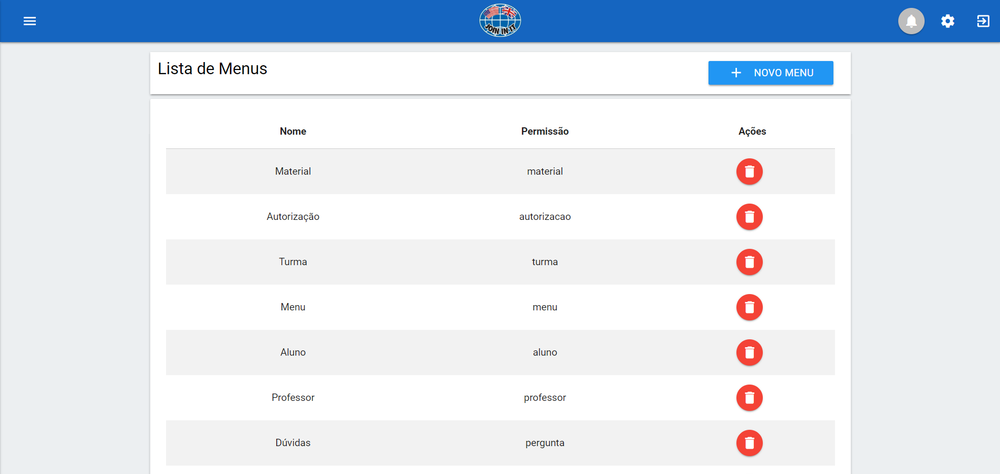 JOIN IN IT
Lista de Menus
NOVO MENU
Nome Permissão Ações
Material material
Autorização autorizacao
Turma turma
Menu menu
Aluno aluno
Professor professor
Dúvidas pergunta